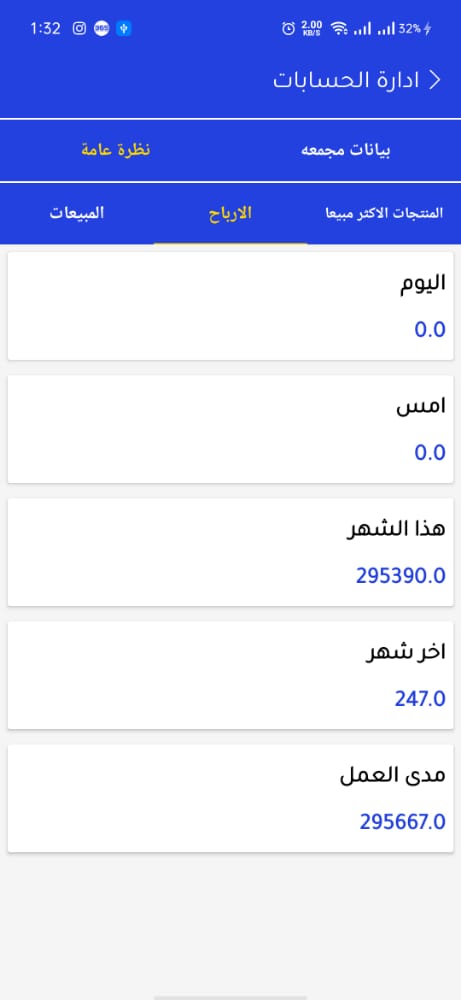 1:32 365 2.00 KB/S 32%
ادارة الحسابات
بيانات مجمعه نظرة عامة
المنتجات الاكثر مبيعا الارباح المبيعات
اليوم
0.0
امس
0.0
هذا الشهر
295390.0
اخر شهر
247.0
مدى العمل
295667.0